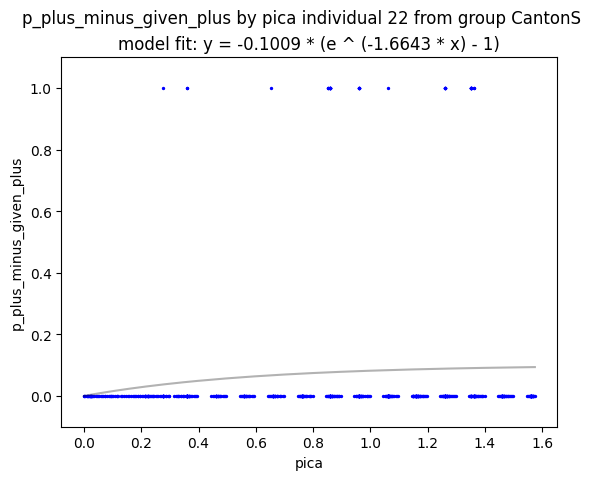 p_plus_minus_given_plus by pica individual 22 from group CantonS
model fit: y = -0.1009 * (e ^ (-1.6643 * x) - 1)
p_plus_minus_given_plus
1.0
0.8
0.6
0.4
0.2
0.0
0.0 0.2 0.4 0.6 0.8 1.0 1.2 1.4 1.6
pica